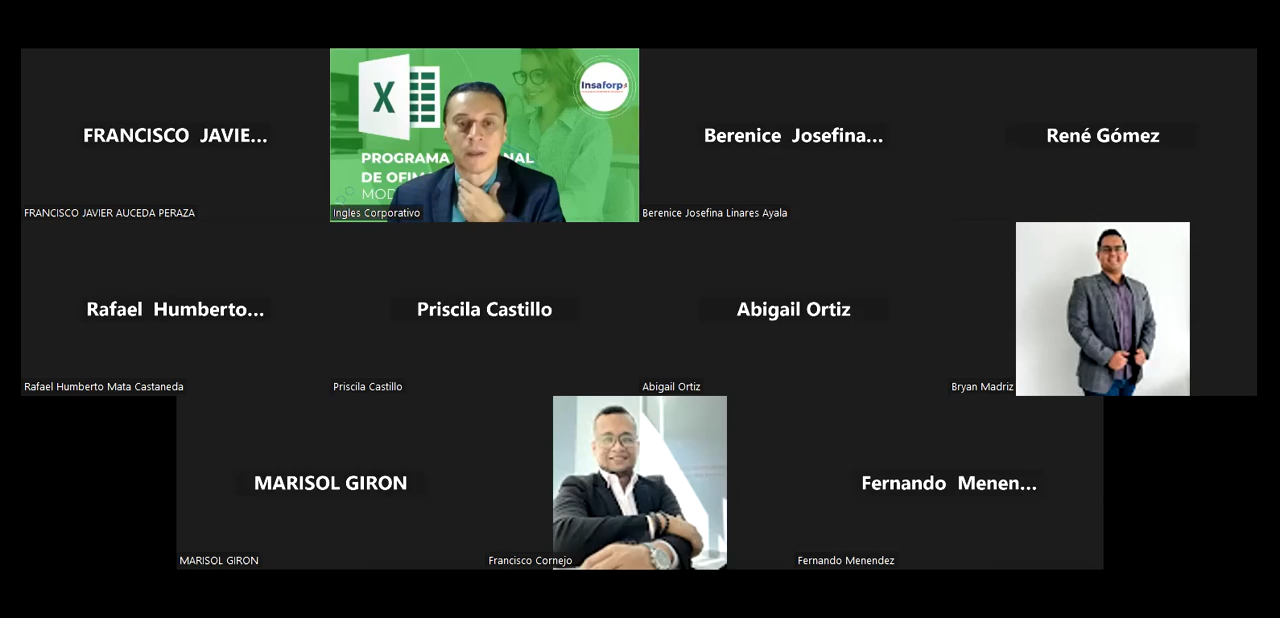 FRANCISCO JAVIE...
FRANCISCO JAVIER AUCEDA PERAZA
X
Insaforp
PROGRAMA NAL
DE OFI
MOD
Ingles Corporativo
Berenice Josefina...
Berenice Josefina Linares Ayala
René Gómez
Rafael Humberto...
Rafael Humberto Mata Castaneda
Priscila Castillo
Priscila Castillo
Abigail Ortiz
Abigail Ortiz
Bryan Madriz
MARISOL GIRON
MARISOL GIRON
Francisco Cornejo
Fernando Menen...
Fernando Menendez